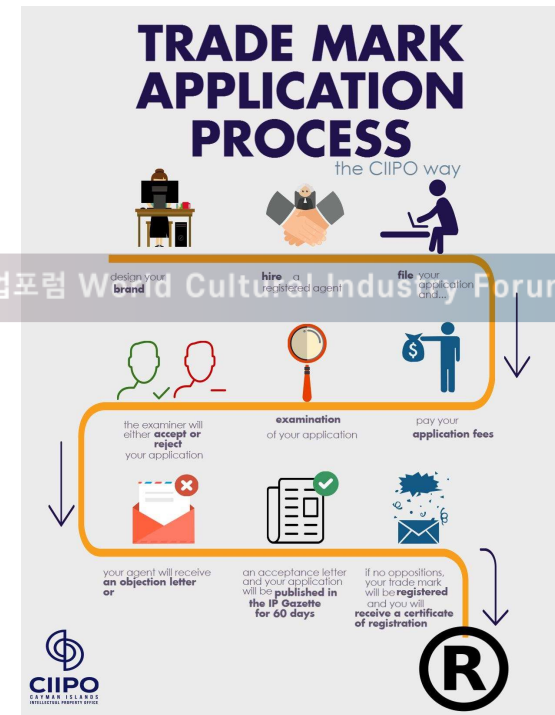 TRADE MARK
APPLICATION
PROCESS
the CIIPO way
업포럼 World Cultural Industry Forum
design your
brand
hire a
registered agent
file your
application
and...
the examiner will
either accept or
reject
your application
examination
of your application
pay your
application fees
your agent will receive
an objection letter
or
an acceptance letter
and your application
will be published in
the IP Gazette
for 60 days
if no oppositions,
your trade mark
will be registered
and you will
receive a certificate
of registration
CIIPO
CAYMAN ISLANDS
INTELLECTUAL PROPERTY OFFICE
®
$